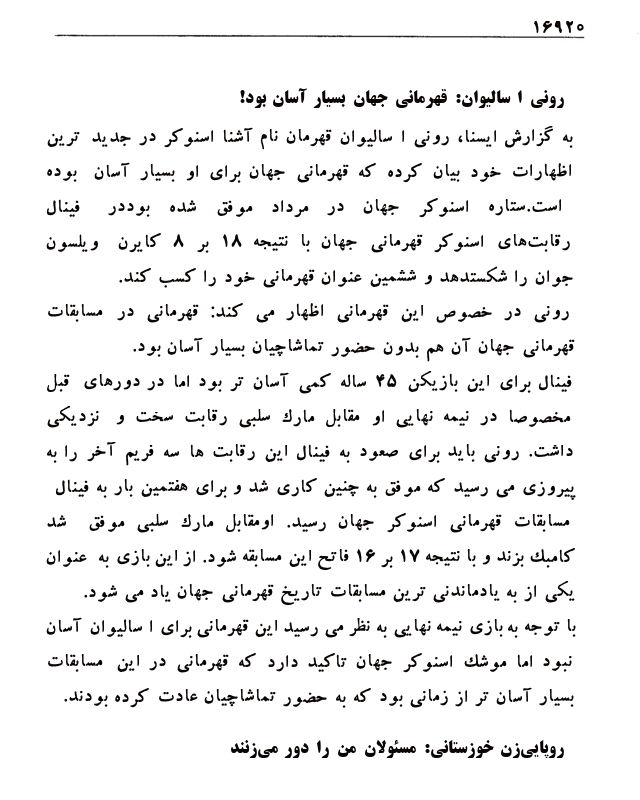 ۱۶۹۲۰
رونی ا سالیوان: قهرمانی جهان بسیار آسان بود!
به گزارش ایسنا، رونی ا سالیوان قهرمان نام آشنا اسنوکر در جدید ترین
اظهارات خود بیان کرده که قهرمانی جهان برای او بسیار آسان بوده
است.ستاره اسنوکر جهان در مرداد موفق شده بوددر فینال
رقابت‌های اسنوکر قهرمانی جهان با نتیجه ۱۸ بر ۸ کایرن ویلسون
جوان را شکستدهد و ششمین عنوان قهرمانی خود را کسب کند.
رونی در خصوص این قهرمانی اظهار می کند: قهرمانی در مسابقات
قهرمانی جهان آن هم بدون حضور تماشاچیان بسیار آسان بود.
فینال برای این بازیکن ۴۵ ساله کمی آسان تر بود اما در دورهای قبل
مخصوصا در نیمه نهایی او مقابل مارك سلبی رقابت سخت و نزدیکی
داشت. رونی باید برای صعود به فینال این رقابت ها سه فریم آخر را به
پیروزی می رسید که موفق به چنین کاری شد و برای هفتمین بار به فینال
مسابقات قهرمانی اسنوکر جهان رسید. اومقابل مارك سلبی موفق شد
کامبك بزند و با نتیجه ۱۷ بر ۱۶ فاتح این مسابقه شود. از این بازی به عنوان
یکی از به یادماندنی ترین مسابقات تاریخ قهرمانی جهان یاد می شود.
با توجه به بازی نیمه نهایی به نظر می رسید این قهرمانی برای ا سالیوان آسان
نبود اما موشك اسنوکر جهان تاکید دارد که قهرمانی در این مسابقات
بسیار آسان تر از زمانی بود که به حضور تماشاچیان عادت کرده بودند.
روپایی‌زن خوزستانی: مسئولان من را دور می‌زنند